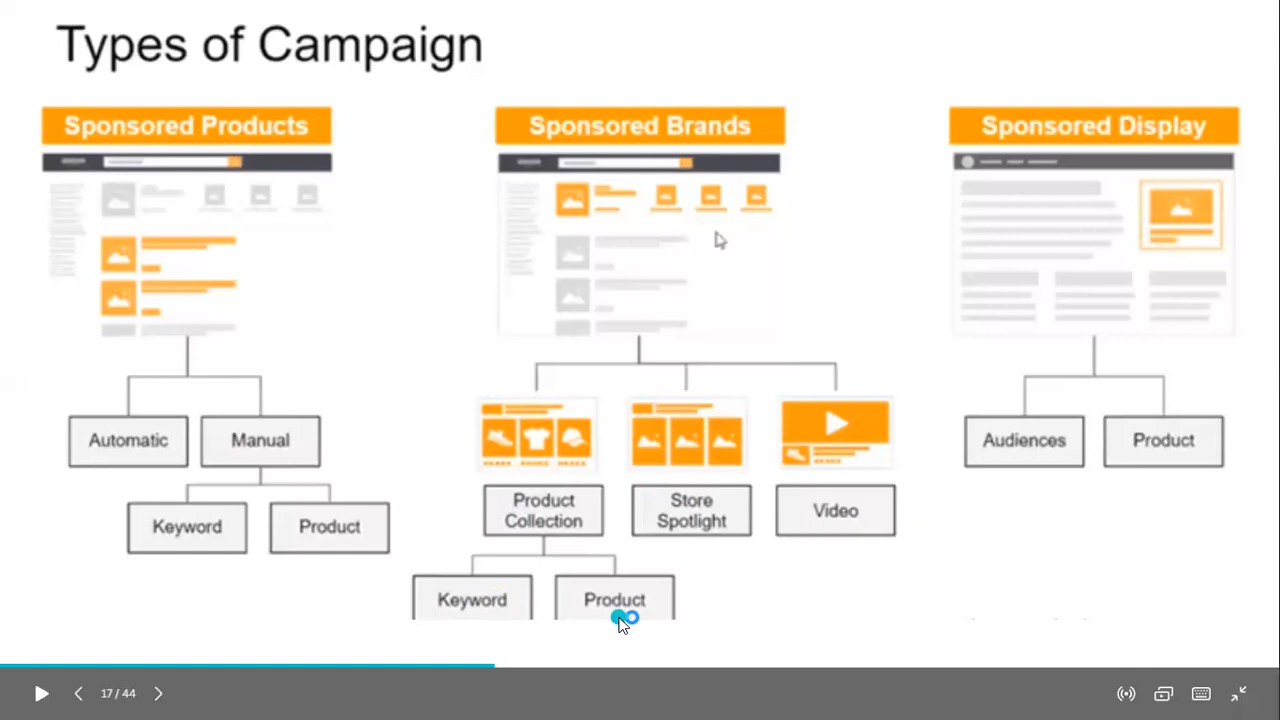 Types of Campaign
Sponsored Products
Sponsored Brands
Sponsored Display
Automatic
Manual
Keyword
Product
Product
Collection
Store
Spotlight
Video
Keyword
Product
Audiences
Product
17 / 44